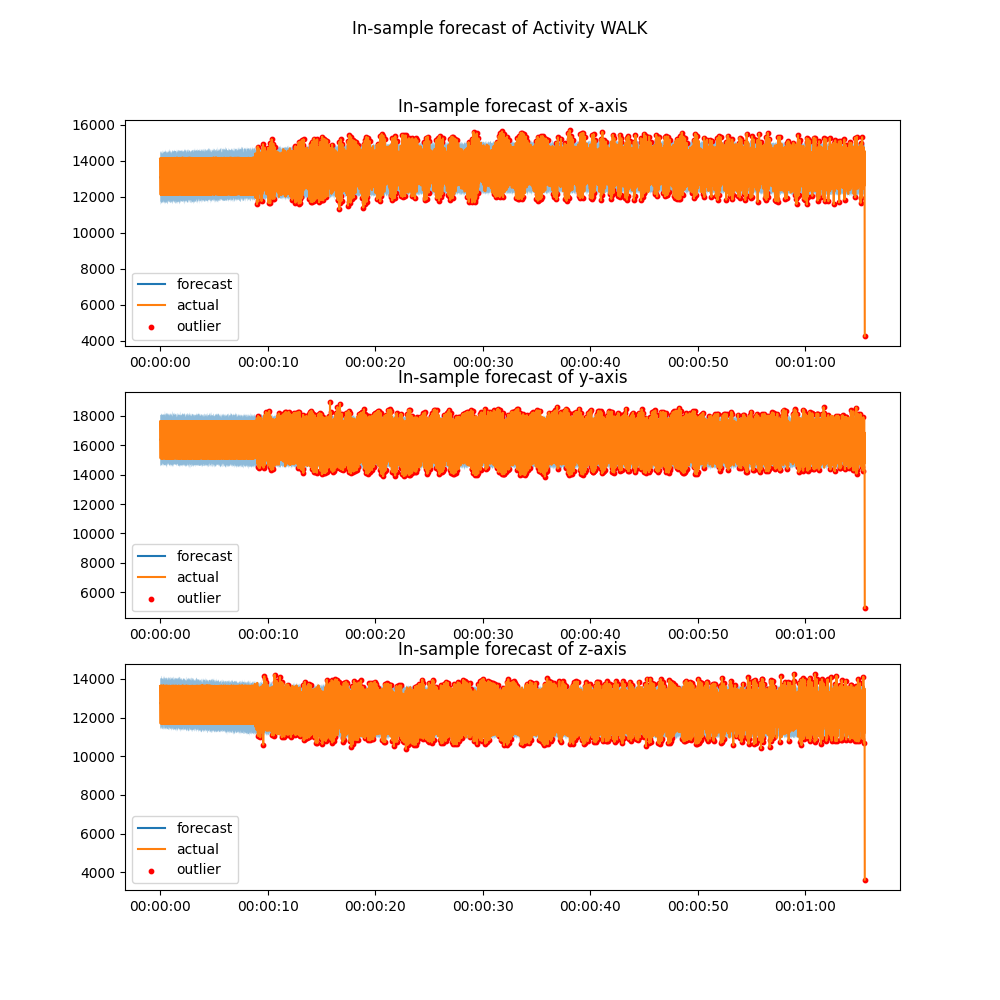 In-sample forecast of Activity WALK
In-sample forecast of x-axis
16000
14000
12000
10000
8000
6000
4000
forecast
actual
outlier
00:00:00 00:00:10 00:00:20 00:00:30 00:00:40 00:00:50 00:01:00
In-sample forecast of y-axis
18000
16000
14000
12000
10000
8000
6000
forecast
actual
outlier
00:00:00 00:00:10 00:00:20 00:00:30 00:00:40 00:00:50 00:01:00
In-sample forecast of z-axis
14000
12000
10000
8000
6000
4000
forecast
actual
outlier
00:00:00 00:00:10 00:00:20 00:00:30 00:00:40 00:00:50 00:01:00